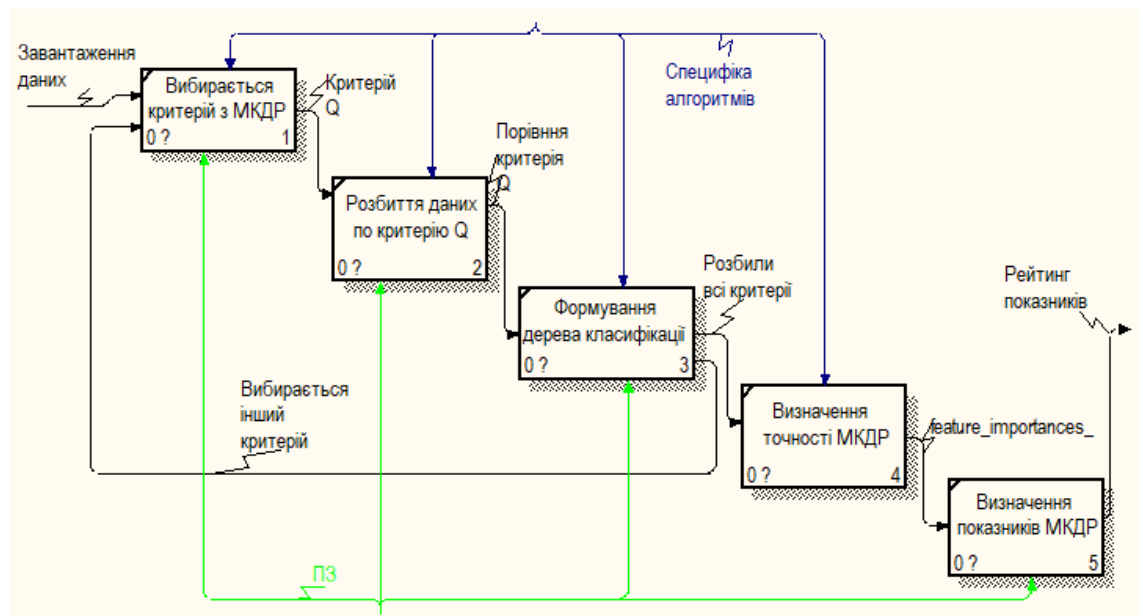 Завантаження
даних
Вибирається
критерій з МКДР
0 ?
1
Критерій
Q
Специфіка
алгоритмів
Порівння
критерія
Q
Розбиття даних
по критерію Q
0 ?
2
Розбили
всі критерії
Рейтинг
показників
Формування
дерева класифікації
0 ?
3
Вибирається
інший
критерій
Визначення
точності МКДР
0 ?
4
feature_importances_
Визначення
показників МКДР
0 ?
5
ПЗ